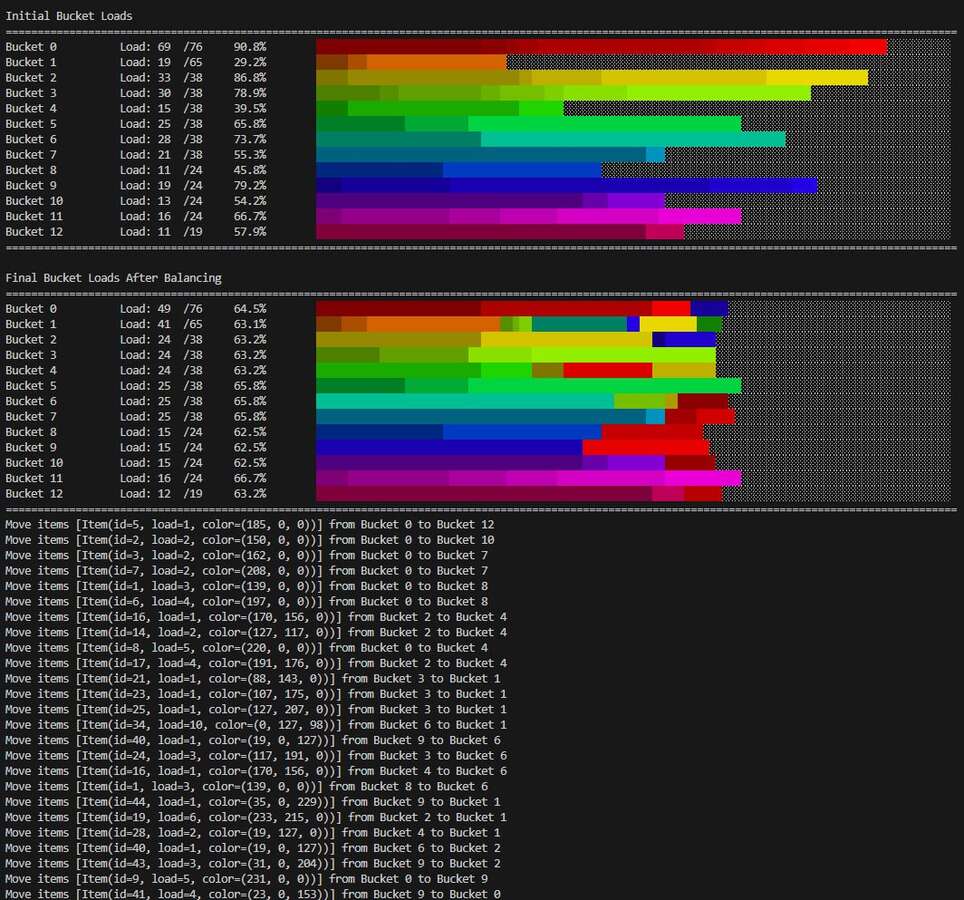 Initial Bucket Loads
Bucket 0 Load: 69 /76 90.8%
Bucket 1 Load: 19 /65 29.2%
Bucket 2 Load: 33 /38 86.8%
Bucket 3 Load: 30 /38 78.9%
Bucket 4 Load: 15 /38 39.5%
Bucket 5 Load: 25 /38 65.8%
Bucket 6 Load: 28 /38 73.7%
Bucket 7 Load: 21 /38 55.3%
Bucket 8 Load: 11 /24 45.8%
Bucket 9 Load: 19 /24 79.2%
Bucket 10 Load: 13 /24 54.2%
Bucket 11 Load: 16 /24 66.7%
Bucket 12 Load: 11 /19 57.9%
Final Bucket Loads After Balancing
Bucket 0 Load: 49 /76 64.5%
Bucket 1 Load: 41 /65 63.1%
Bucket 2 Load: 24 /38 63.2%
Bucket 3 Load: 24 /38 63.2%
Bucket 4 Load: 24 /38 63.2%
Bucket 5 Load: 25 /38 65.8%
Bucket 6 Load: 25 /38 65.8%
Bucket 7 Load: 25 /38 65.8%
Bucket 8 Load: 15 /24 62.5%
Bucket 9 Load: 15 /24 62.5%
Bucket 10 Load: 15 /24 62.5%
Bucket 11 Load: 16 /24 66.7%
Bucket 12 Load: 12 /19 63.2%
Move items [Item(id=5, load=1, color=(185, 0, 0))] from Bucket 0 to Bucket 12
Move items [Item(id=2, load=2, color=(150, 0, 0))] from Bucket 0 to Bucket 10
Move items [Item(id=3, load=2, color=(162, 0, 0))] from Bucket 0 to Bucket 7
Move items [Item(id=7, load=2, color=(208, 0, 0))] from Bucket 0 to Bucket 7
Move items [Item(id=1, load=3, color=(139, 0, 0))] from Bucket 0 to Bucket 8
Move items [Item(id=6, load=4, color=(197, 0, 0))] from Bucket 0 to Bucket 8
Move items [Item(id=16, load=1, color=(170, 156, 0))] from Bucket 2 to Bucket 4
Move items [Item(id=14, load=2, color=(127, 117, 0))] from Bucket 2 to Bucket 4
Move items [Item(id=8, load=5, color=(220, 0, 0))] from Bucket 0 to Bucket 4
Move items [Item(id=17, load=4, color=(191, 176, 0))] from Bucket 2 to Bucket 4
Move items [Item(id=21, load=1, color=(88, 143, 0))] from Bucket 3 to Bucket 1
Move items [Item(id=23, load=1, color=(107, 175, 0))] from Bucket 3 to Bucket 1
Move items [Item(id=25, load=1, color=(127, 207, 0))] from Bucket 3 to Bucket 1
Move items [Item(id=34, load=10, color=(0, 127, 98))] from Bucket 6 to Bucket 1
Move items [Item(id=40, load=1, color=(19, 0, 127))] from Bucket 9 to Bucket 6
Move items [Item(id=24, load=3, color=(117, 191, 0))] from Bucket 3 to Bucket 6
Move items [Item(id=16, load=1, color=(170, 156, 0))] from Bucket 4 to Bucket 6
Move items [Item(id=1, load=3, color=(139, 0, 0))] from Bucket 8 to Bucket 6
Move items [Item(id=44, load=1, color=(35, 0, 229))] from Bucket 9 to Bucket 1
Move items [Item(id=19, load=6, color=(233, 215, 0))] from Bucket 2 to Bucket 1
Move items [Item(id=28, load=2, color=(19, 127, 0))] from Bucket 4 to Bucket 1
Move items [Item(id=40, load=1, color=(19, 0, 127))] from Bucket 6 to Bucket 2
Move items [Item(id=43, load=3, color=(31, 0, 204))] from Bucket 9 to Bucket 2
Move items [Item(id=9, load=5, color=(231, 0, 0))] from Bucket 0 to Bucket 9
Move items [Item(id=41, load=4, color=(23, 0, 153))] from Bucket 9 to Bucket 0